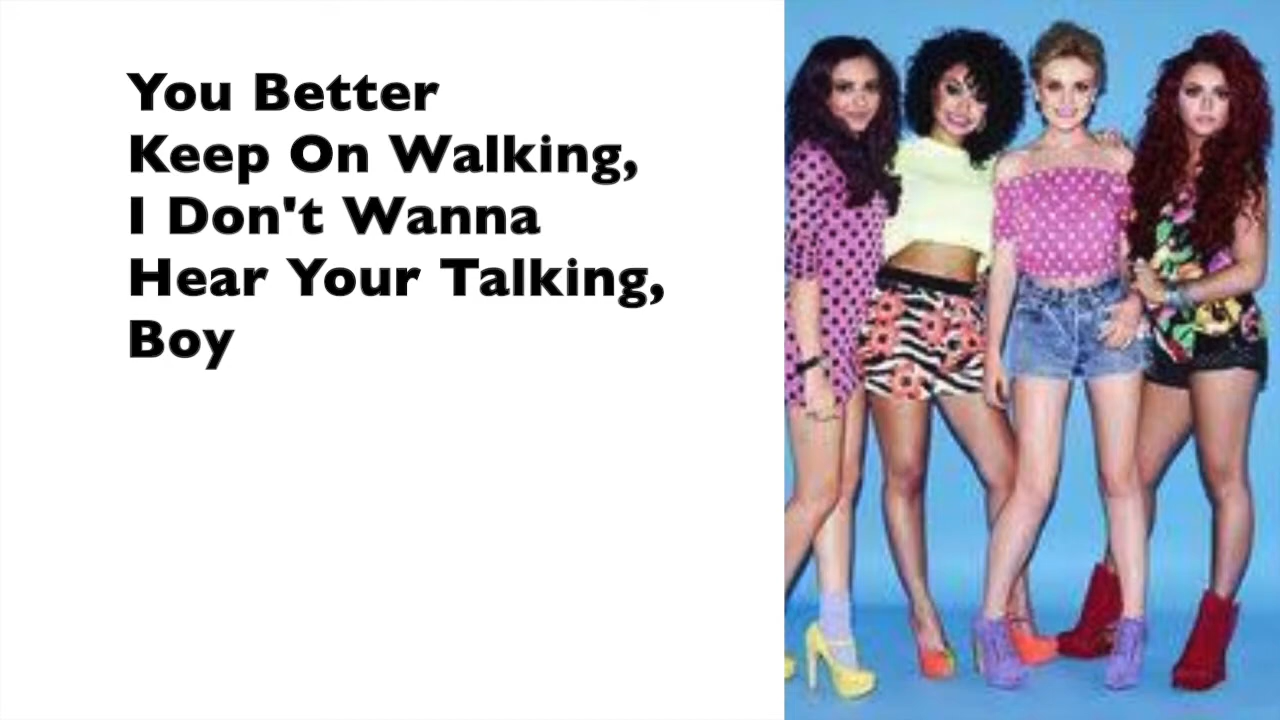 You Better
Keep On Walking,
I Don't Wanna
Hear Your Talking,
Boy